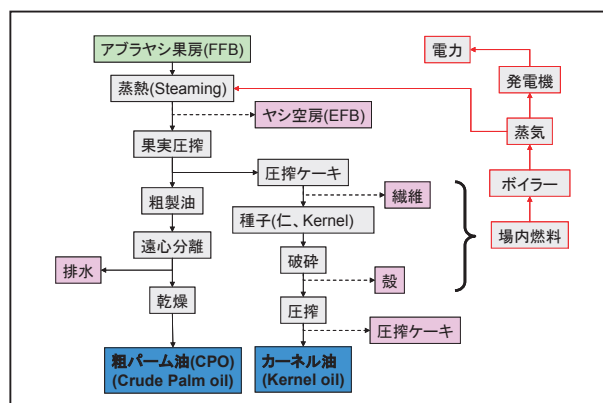 アブラヤシ果房(FFB)
蒸熱(Steaming)
ヤシ空房(EFB)
果実圧搾
圧搾ケーキ
繊維
粗製油
種子(仁、Kernel)
遠心分離
破砕
排水
殻
乾燥
圧搾
圧搾ケーキ
粗パーム油(CPO)
(Crude Palm oil)
カーネル油
(Kernel oil)
電力
発電機
蒸気
ボイラー
場内燃料